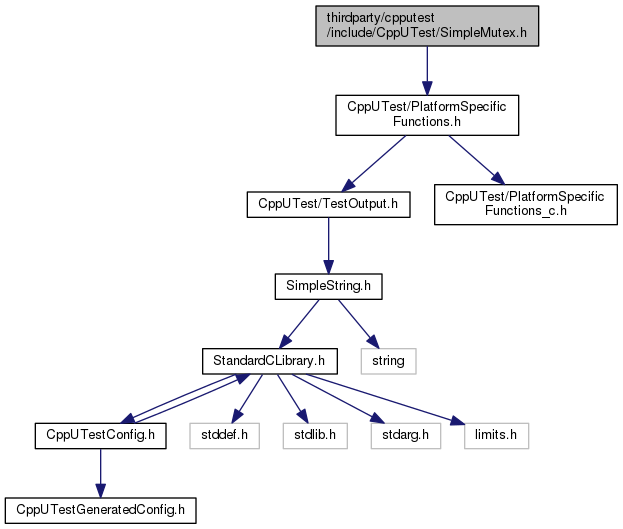 thirdparty/cpputest
/include/CppUTest/SimpleMutex.h
CppUTest/PlatformSpecific
Functions.h
CppUTest/TestOutput.h
CppUTest/PlatformSpecific
Functions_c.h
SimpleString.h
StandardCLibrary.h
string
CppUTestConfig.h
stddef.h
stdlib.h
stdarg.h
limits.h
CppUTestGeneratedConfig.h